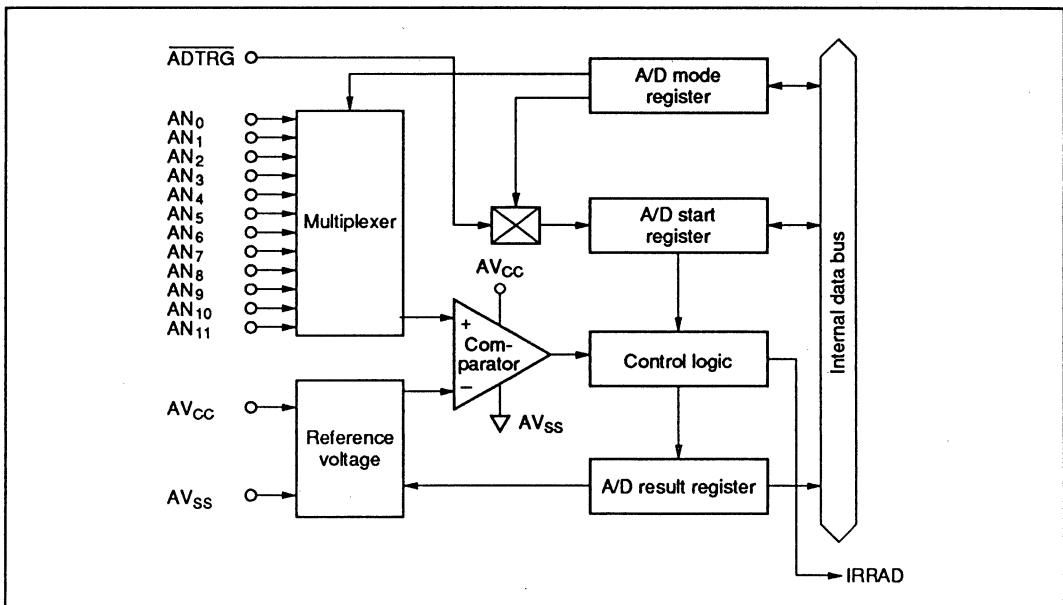 ADTRG
A/D mode
register
AN0
AN1
AN2
AN3
AN4
AN5
AN6
AN7
AN8
AN9
AN10
AN11
Multiplexer
A/D start
register
AVCC
+
Com-
parator
−
AVSS
Control logic
AVCC
AVSS
Reference
voltage
A/D result register
Internal data bus
IRRAD